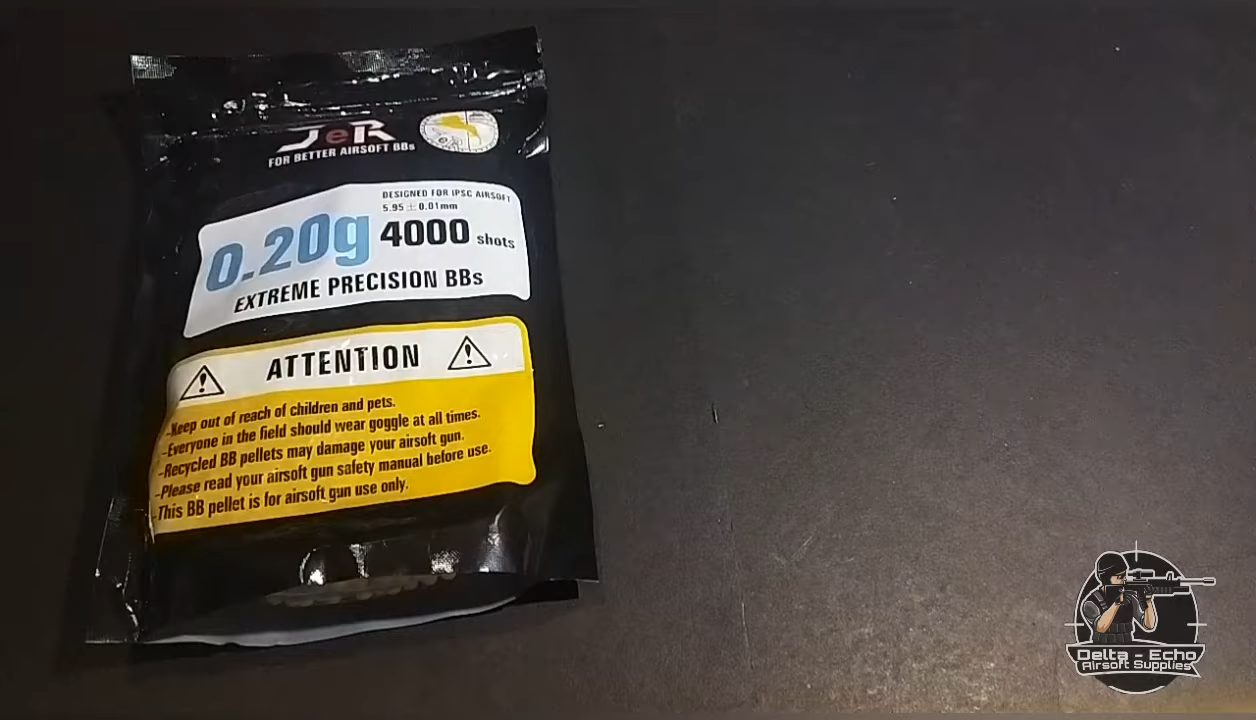 JeR
FOR BETTER AIRSOFT BBs
DESIGNED FOR IPSC AIRSOFT
5.95 ± 0.01mm
0.20g 4000 shots
EXTREME PRECISION BBs
ATTENTION
-Keep out of reach of children and pets.
-Everyone in the field should wear goggle at all times.
-Recycled BB pellets may damage your airsoft gun.
-Please read your airsoft gun safety manual before use.
-This BB pellet is for airsoft gun use only.
Delta - Echo
Airsoft Supplies